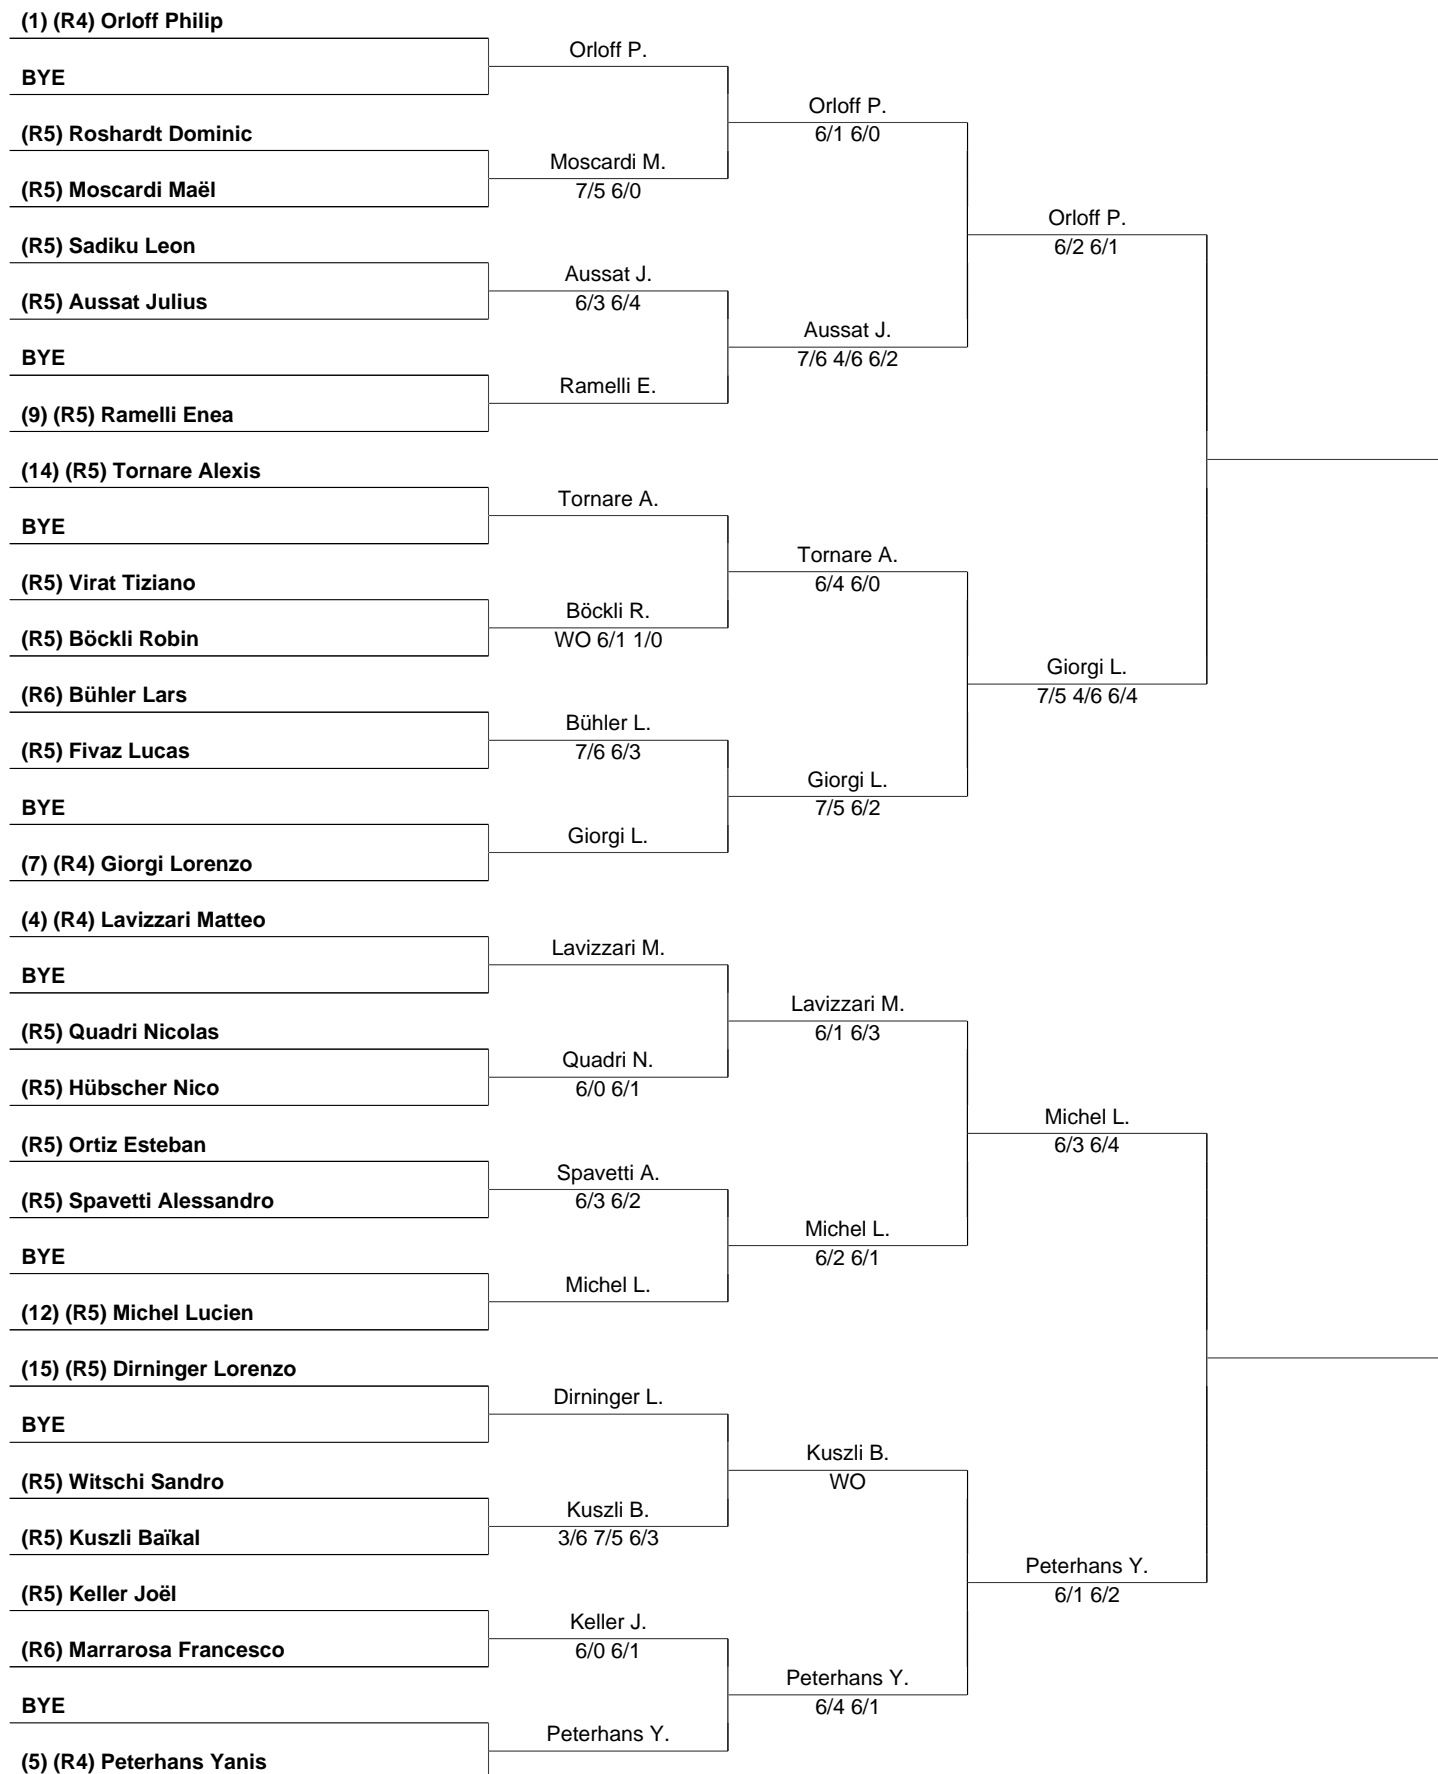 (1) (R4) Orloff Philip
Orloff P.
BYE
Orloff P.
(R5) Roshardt Dominic
6/1 6/0
Moscardi M.
(R5) Moscardi Maël
7/5 6/0
Orloff P.
(R5) Sadiku Leon
6/2 6/1
Aussat J.
(R5) Aussat Julius
6/3 6/4
Aussat J.
BYE
7/6 4/6 6/2
Ramelli E.
(9) (R5) Ramelli Enea
(14) (R5) Tornare Alexis
Tornare A.
BYE
Tornare A.
(R5) Virat Tiziano
6/4 6/0
Böckli R.
(R5) Böckli Robin
WO 6/1 1/0
Giorgi L.
(R6) Bühler Lars
7/5 4/6 6/4
Bühler L.
(R5) Fivaz Lucas
7/6 6/3
Giorgi L.
BYE
7/5 6/2
Giorgi L.
(7) (R4) Giorgi Lorenzo
(4) (R4) Lavizzari Matteo
Lavizzari M.
BYE
Lavizzari M.
(R5) Quadri Nicolas
6/1 6/3
Quadri N.
(R5) Hübscher Nico
6/0 6/1
Michel L.
(R5) Ortiz Esteban
6/3 6/4
Spavetti A.
(R5) Spavetti Alessandro
6/3 6/2
Michel L.
BYE
6/2 6/1
Michel L.
(12) (R5) Michel Lucien
(15) (R5) Dirninger Lorenzo
Dirninger L.
BYE
Kuszli B.
(R5) Witschi Sandro
WO
Kuszli B.
(R5) Kuszli Baïkal
3/6 7/5 6/3
Peterhans Y.
(R5) Keller Joël
6/1 6/2
Keller J.
(R6) Marrarosa Francesco
6/0 6/1
Peterhans Y.
BYE
6/4 6/1
Peterhans Y.
(5) (R4) Peterhans Yanis